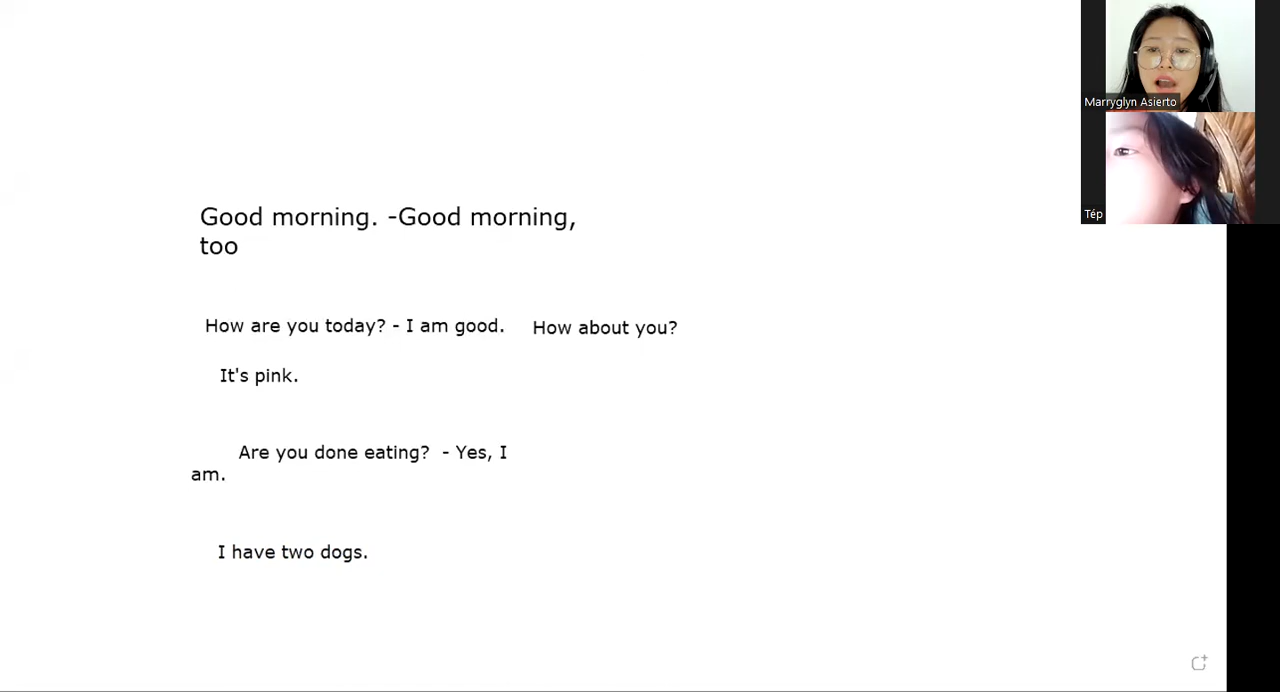 Marryglyn Asierto
Tép
Good morning. -Good morning,
too
How are you today? - I am good. How about you?
It's pink.
Are you done eating?  - Yes, I
am.
I have two dogs.